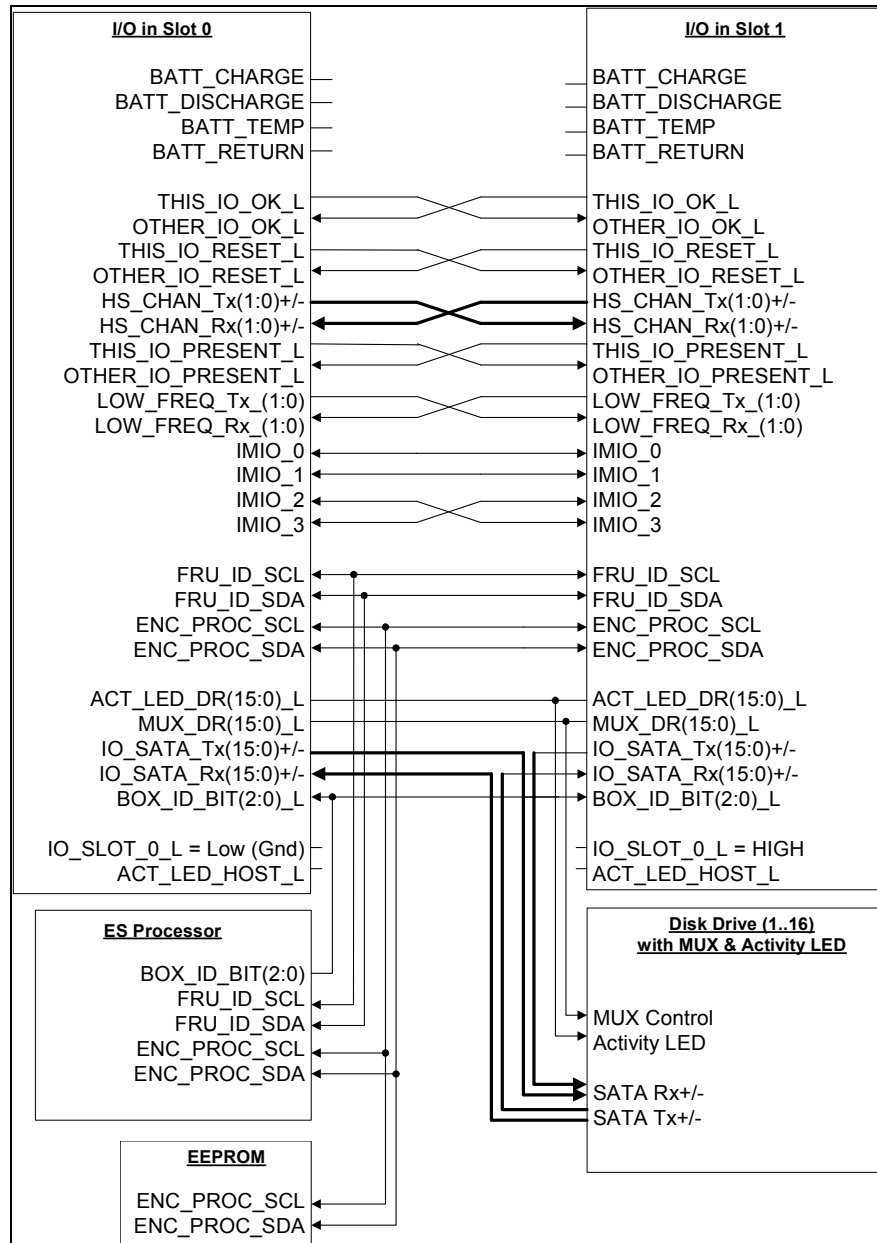 I/O in Slot 0
BATT_CHARGE
BATT_DISCHARGE
BATT_TEMP
BATT_RETURN
THIS_IO_OK_L
OTHER_IO_OK_L
THIS_IO_RESET_L
OTHER_IO_RESET_L
HS_CHAN_Tx(1:0)+/-
HS_CHAN_Rx(1:0)+/-
THIS_IO_PRESENT_L
OTHER_IO_PRESENT_L
LOW_FREQ_Tx_(1:0)
LOW_FREQ_Rx_(1:0)
IMIO_0
IMIO_1
IMIO_2
IMIO_3
FRU_ID_SCL
FRU_ID_SDA
ENC_PROC_SCL
ENC_PROC_SDA
ACT_LED_DR(15:0)_L
MUX_DR(15:0)_L
IO_SATA_Tx(15:0)+/-
IO_SATA_Rx(15:0)+/-
BOX_ID_BIT(2:0)_L
IO_SLOT_0_L = Low (Gnd)
ACT_LED_HOST_L
I/O in Slot 1
BATT_CHARGE
BATT_DISCHARGE
BATT_TEMP
BATT_RETURN
THIS_IO_OK_L
OTHER_IO_OK_L
THIS_IO_RESET_L
OTHER_IO_RESET_L
HS_CHAN_Tx(1:0)+/-
HS_CHAN_Rx(1:0)+/-
THIS_IO_PRESENT_L
OTHER_IO_PRESENT_L
LOW_FREQ_Tx_(1:0)
LOW_FREQ_Rx_(1:0)
IMIO_0
IMIO_1
IMIO_2
IMIO_3
FRU_ID_SCL
FRU_ID_SDA
ENC_PROC_SCL
ENC_PROC_SDA
ACT_LED_DR(15:0)_L
MUX_DR(15:0)_L
IO_SATA_Tx(15:0)+/-
IO_SATA_Rx(15:0)+/-
BOX_ID_BIT(2:0)_L
IO_SLOT_0_L = HIGH
ACT_LED_HOST_L
ES Processor
BOX_ID_BIT(2:0)
FRU_ID_SCL
FRU_ID_SDA
ENC_PROC_SCL
ENC_PROC_SDA
EEPROM
ENC_PROC_SCL
ENC_PROC_SDA
Disk Drive (1..16)
with MUX & Activity LED
MUX Control
Activity LED
SATA Rx+/-
SATA Tx+/-